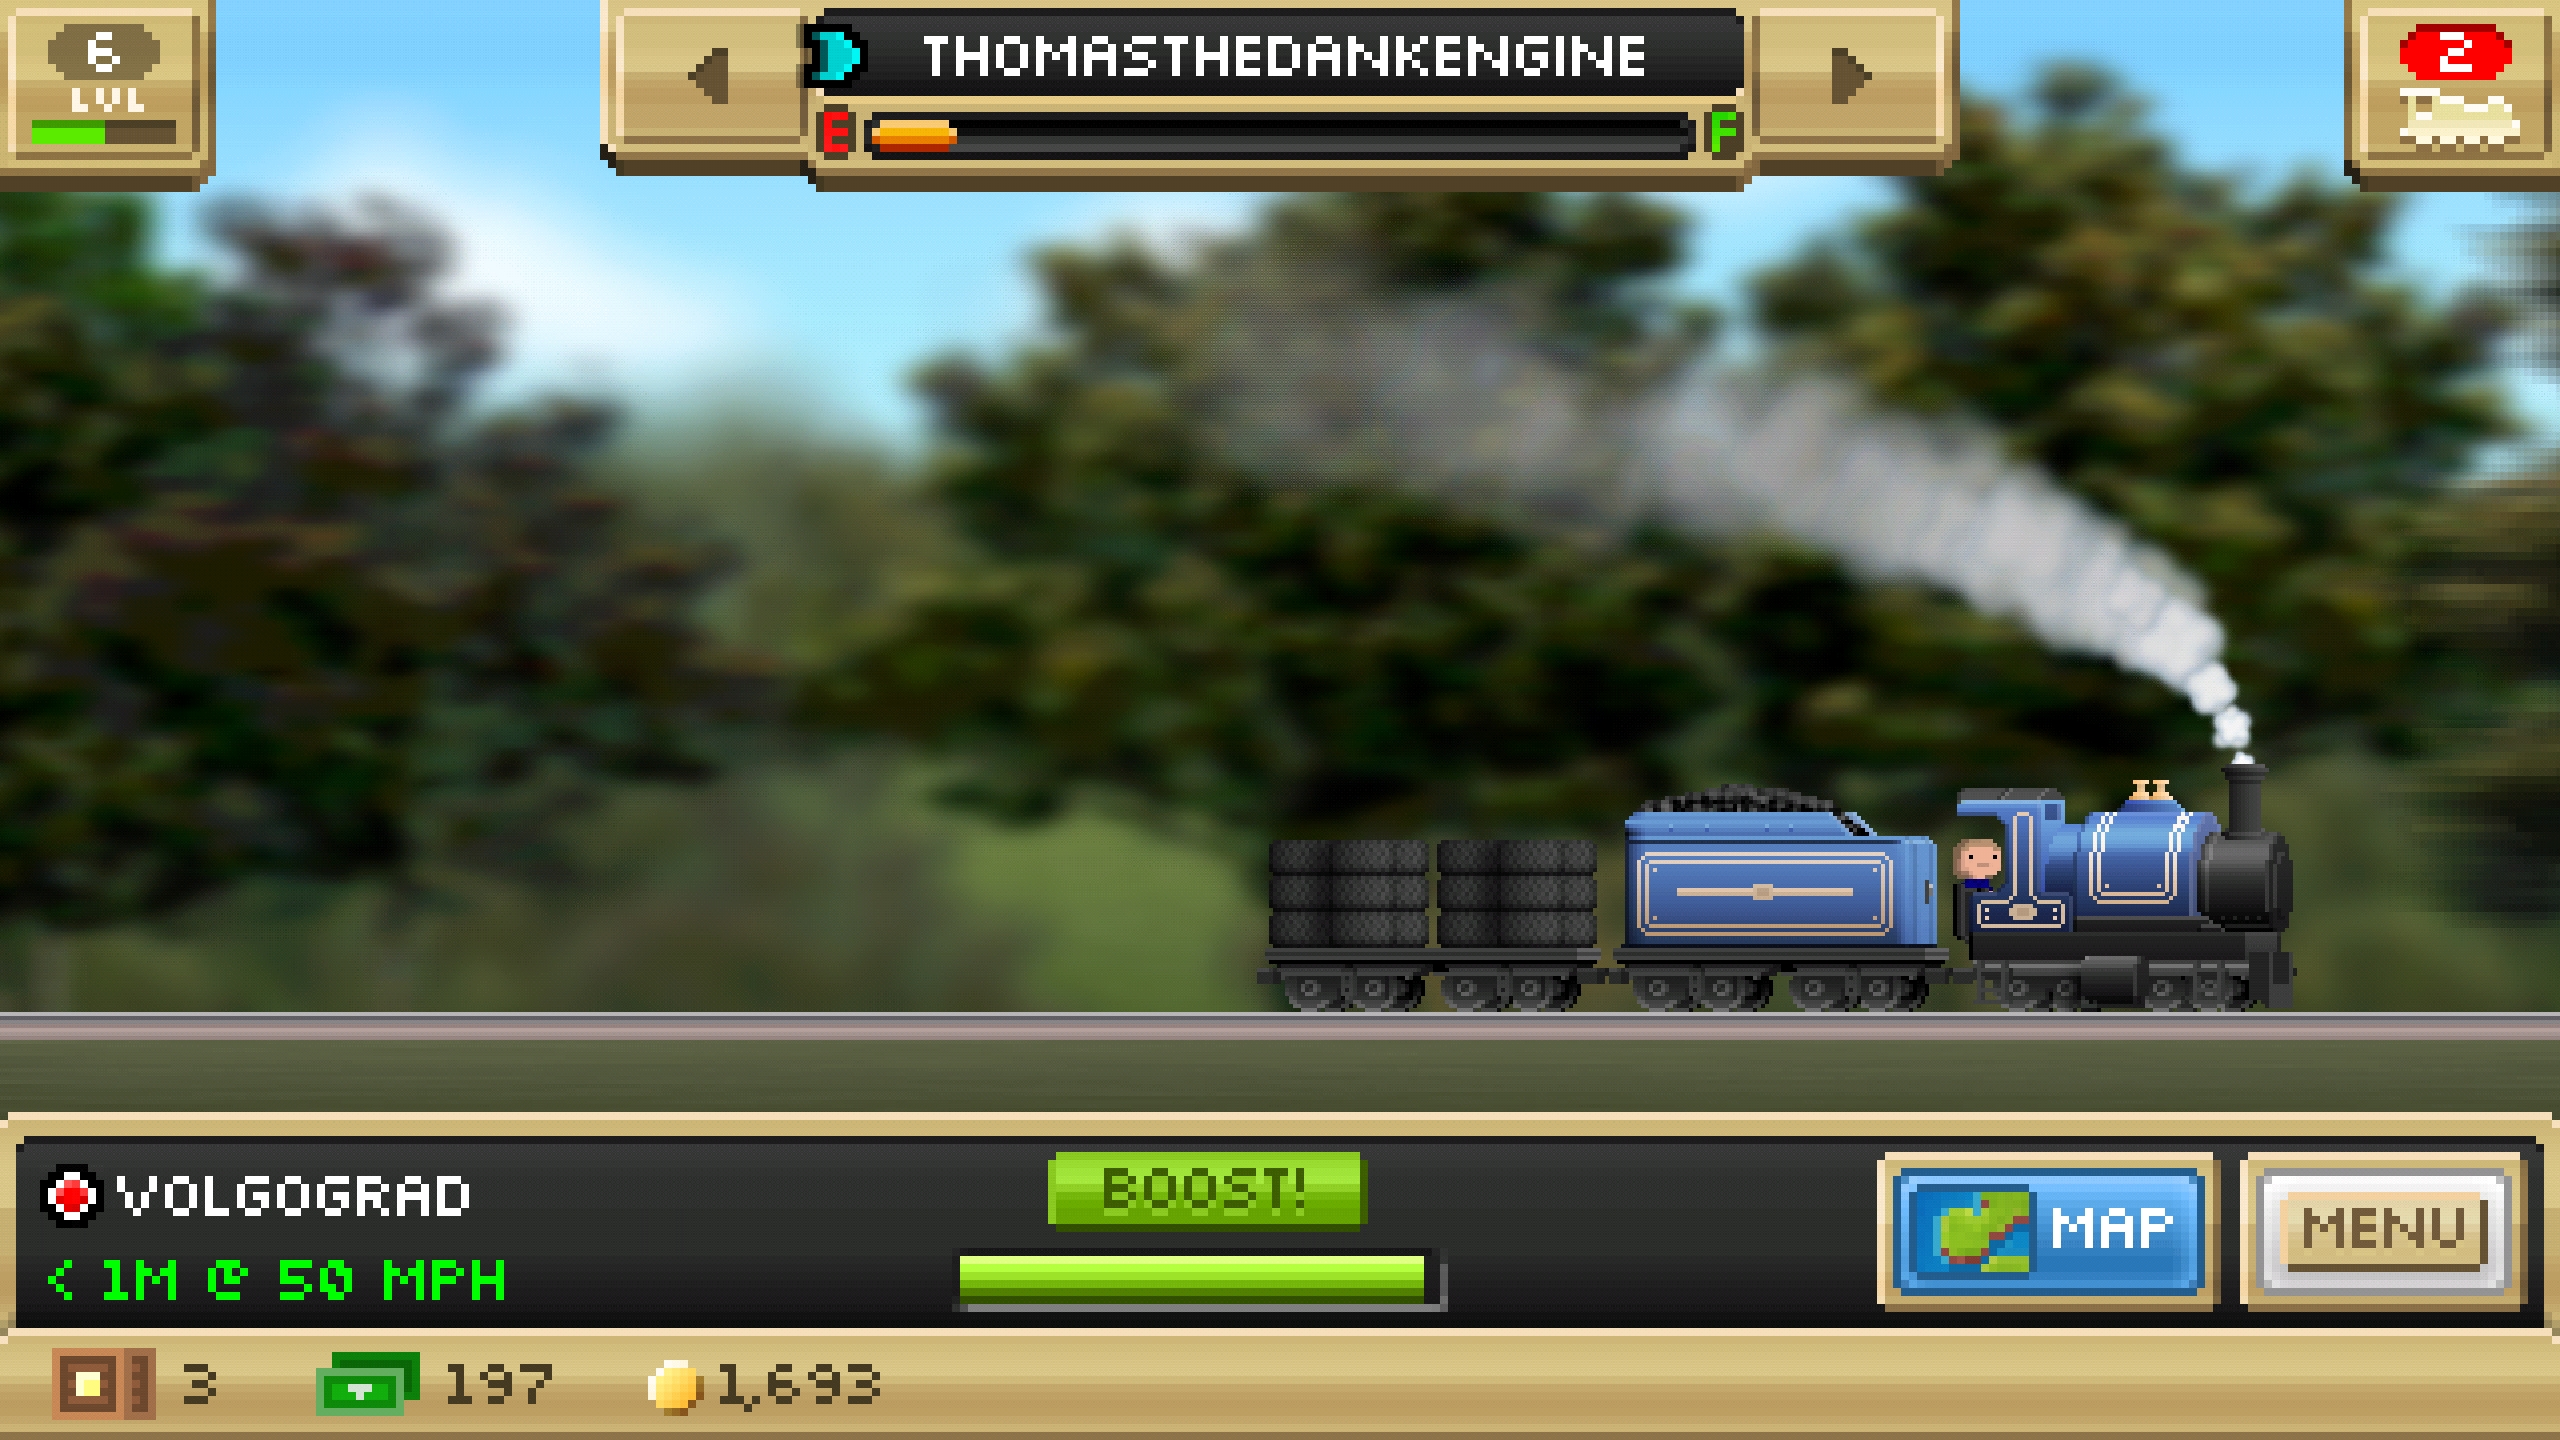 6
LVL
THOMASTHEDANKENGINE
E
F
2
VOLGOGRAD
< 1M @ 50 MPH
BOOST!
MAP
MENU
3
197
1,693